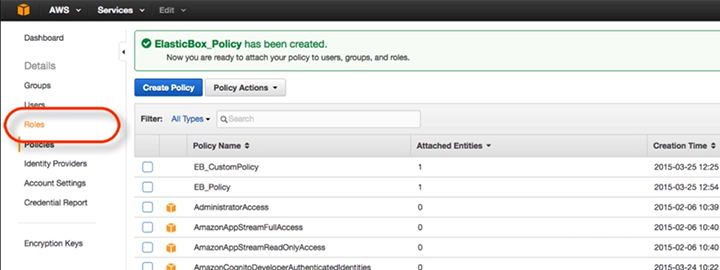 AWS Services Edit
Dashboard
Details
Groups
Users
Roles
Policies
Identity Providers
Account Settings
Credential Report
Encryption Keys
ElasticBox_Policy has been created.
Now you are ready to attach your policy to users, groups, and roles.
Create Policy Policy Actions
Filter: All Types Search
Policy Name Attached Entities Creation Time
EB_CustomPolicy 1 2015-03-25 12:25
EB_Policy 1 2015-03-25 12:54
AdministratorAccess 0 2015-02-06 10:39
AmazonAppStreamFullAccess 0 2015-02-06 10:40
AmazonAppStreamReadOnlyAccess 0 2015-02-06 10:40
AmazonCognitoDeveloperAuthenticatedIdentities 0 2015-03-24 10:22